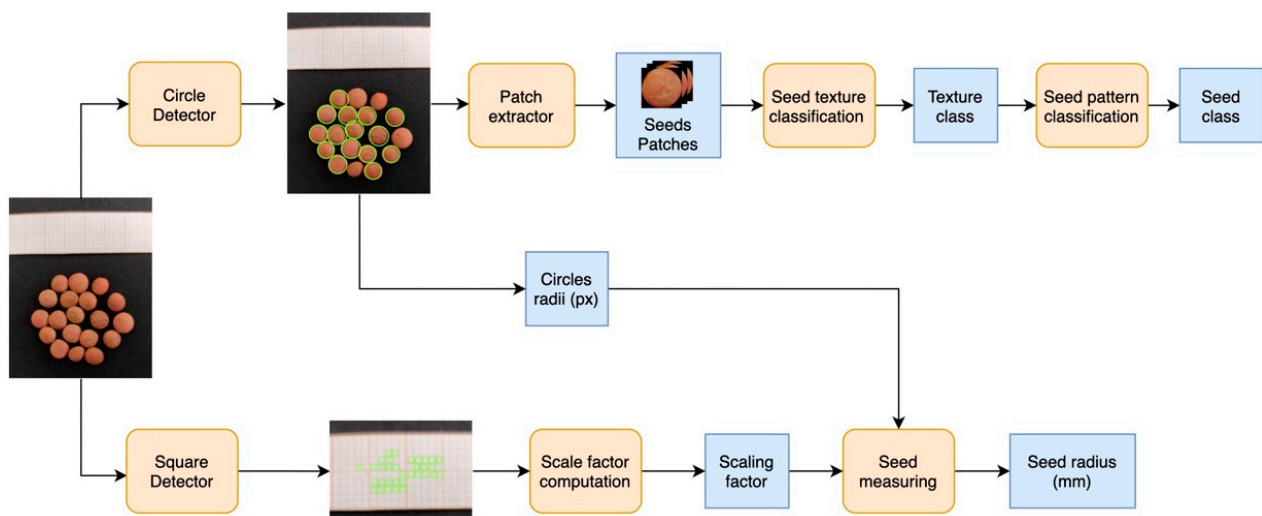 Circle
Detector
Patch
extractor
Seeds
Patches
Seed texture
classification
Texture
class
Seed pattern
classification
Seed
class
Circles
radii (px)
Square
Detector
Scale factor
computation
Scaling
factor
Seed
measuring
Seed radius
(mm)